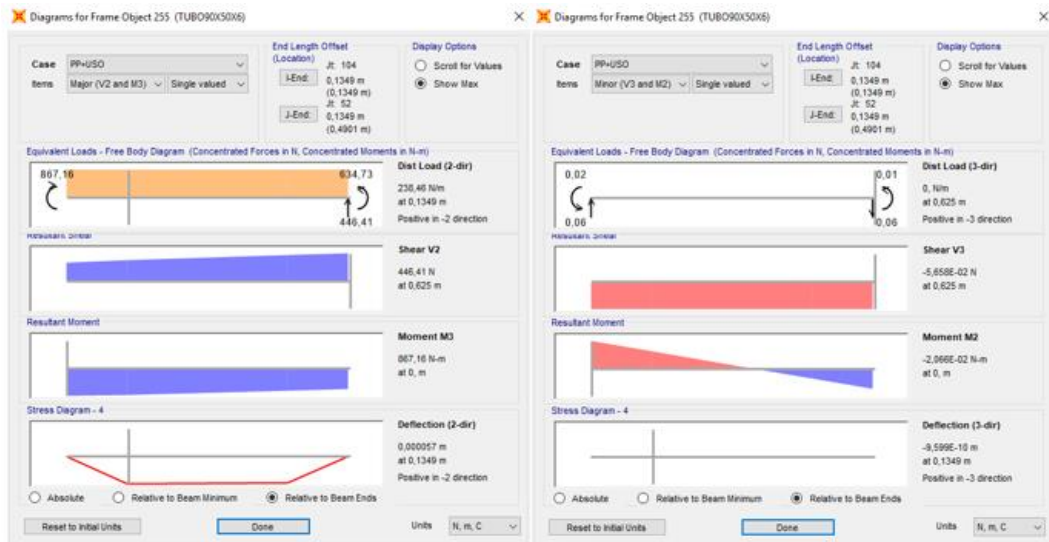 Diagrams for Frame Object 255 (TUBO90X50X6)
Case PP+USO
Items Major (V2 and M3) Single valued
End Length Offset
(Location)
Jt: 104
I-End: 0,1349 m
(0,1349 m)
Jt: 52
J-End: 0,1349 m
(0,4901 m)
Display Options
Scroll for Values
Show Max
Equivalent Loads - Free Body Diagram (Concentrated Forces in N, Concentrated Moments in N-m)
867,16
634,73
446,41
Dist Load (2-dir)
238,46 N/m
at 0,1349 m
Positive in -2 direction
Resultant Shear
Shear V2
446,41 N
at 0,625 m
Resultant Moment
Moment M3
867,16 N-m
at 0, m
Stress Diagram - 4
Deflection (2-dir)
0,000057 m
at 0,1349 m
Positive in -2 direction
Absolute Relative to Beam Minimum Relative to Beam Ends
Reset to Initial Units Done Units N, m, C
Diagrams for Frame Object 255 (TUBO90X50X6)
Case PP+USO
Items Minor (V3 and M2) Single valued
End Length Offset
(Location)
Jt: 104
I-End: 0,1349 m
(0,1349 m)
Jt: 52
J-End: 0,1349 m
(0,4901 m)
Display Options
Scroll for Values
Show Max
Equivalent Loads - Free Body Diagram (Concentrated Forces in N, Concentrated Moments in N-m)
0,02
0,01
0,06
0,06
Dist Load (3-dir)
0, N/m
at 0,625 m
Positive in -3 direction
Resultant Shear
Shear V3
-5,658E-02 N
at 0,625 m
Resultant Moment
Moment M2
-2,066E-02 N-m
at 0, m
Stress Diagram - 4
Deflection (3-dir)
-9,599E-10 m
at 0,1349 m
Positive in -3 direction
Absolute Relative to Beam Minimum Relative to Beam Ends
Reset to Initial Units Done Units N, m, C